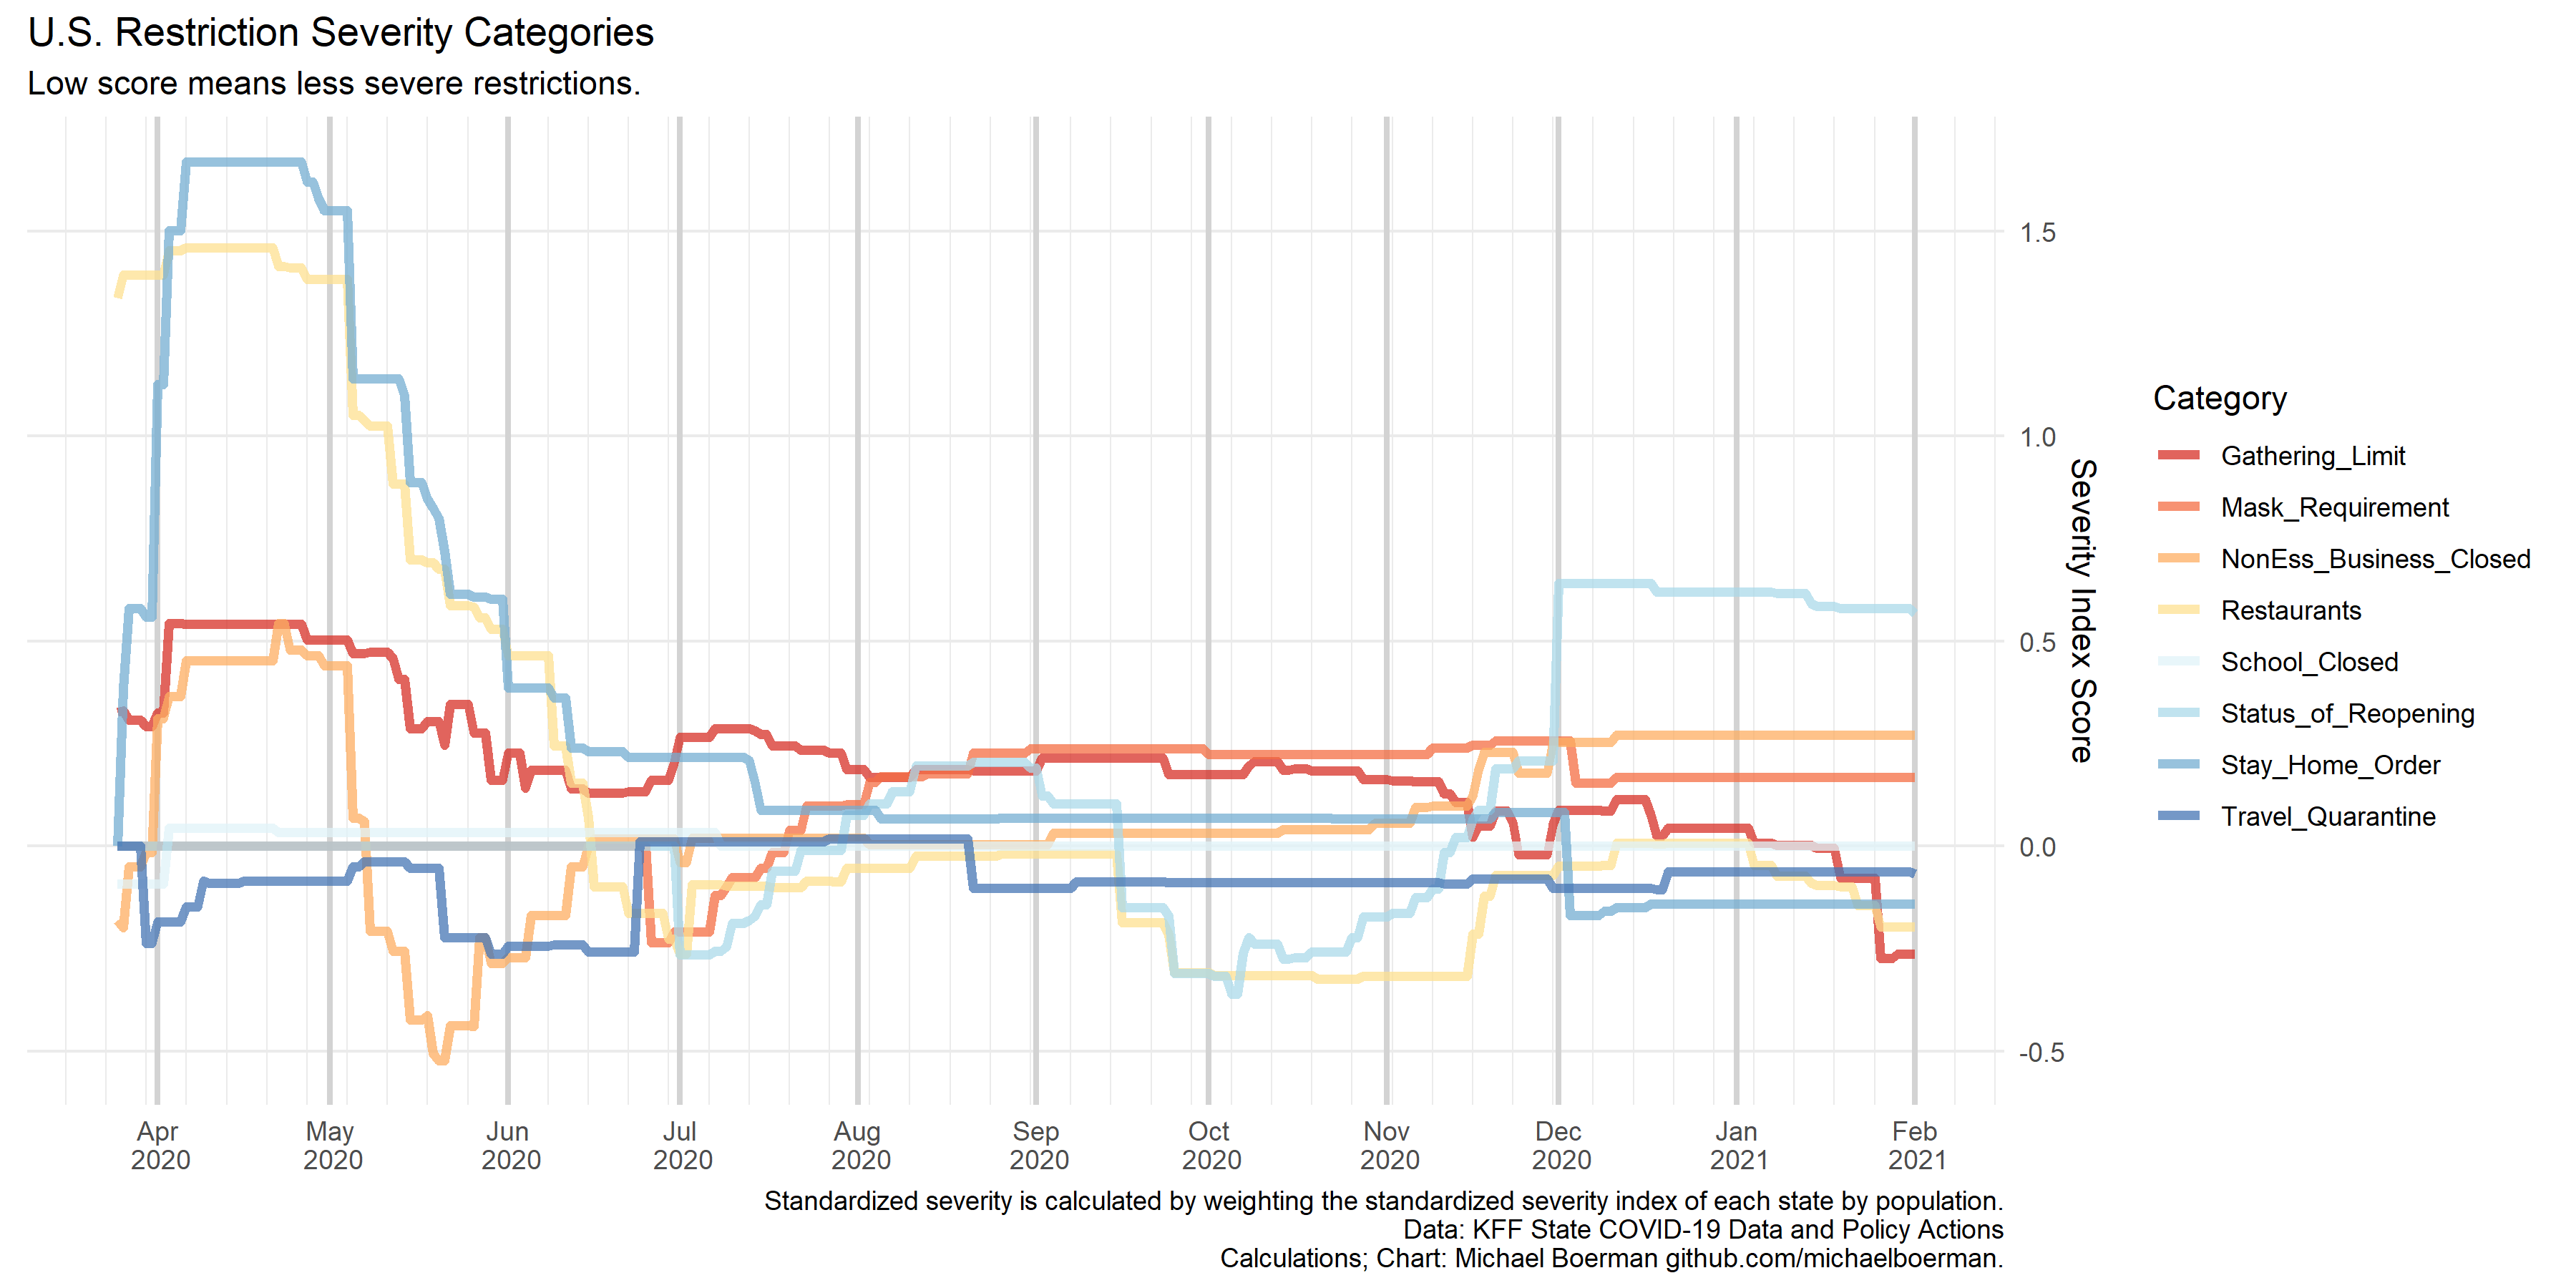 U.S. Restriction Severity Categories
Low score means less severe restrictions.
1.5
1.0
0.5
0.0
-0.5
Severity Index Score
Category
Gathering_Limit
Mask_Requirement
NonEss_Business_Closed
Restaurants
School_Closed
Status_of_Reopening
Stay_Home_Order
Travel_Quarantine
Apr May Jun Jul Aug Sep Oct Nov Dec Jan Feb
2020 2020 2020 2020 2020 2020 2020 2020 2020 2021 2021
Standardized severity is calculated by weighting the standardized severity index of each state by population.
Data: KFF State COVID-19 Data and Policy Actions
Calculations; Chart: Michael Boerman github.com/michaelboerman.